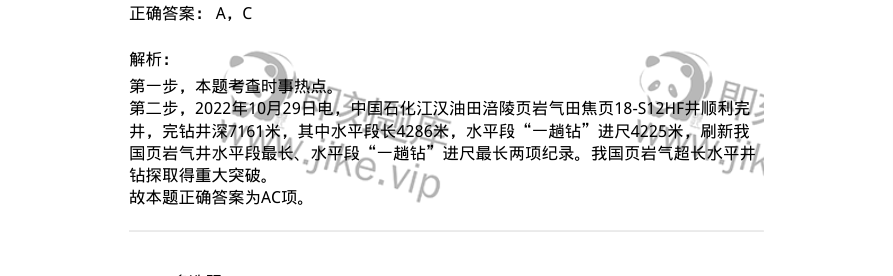 正确答案： A，C
解析：
第一步，本题考查时事热点。
第二步，2022年10月29日电，中国石化江汉油田涪陵页岩气田焦页18-S12HF井顺利完
井，完钻井深7161米，其中水平段长4286米，水平段“一趟钻”进尺4225米，刷新我
国页岩气井水平段最长、水平段“一趟钻”进尺最长两项纪录。我国页岩气超长水平井
钻探取得重大突破。
故本题正确答案为AC项。
即刻题库
www.jike.vip